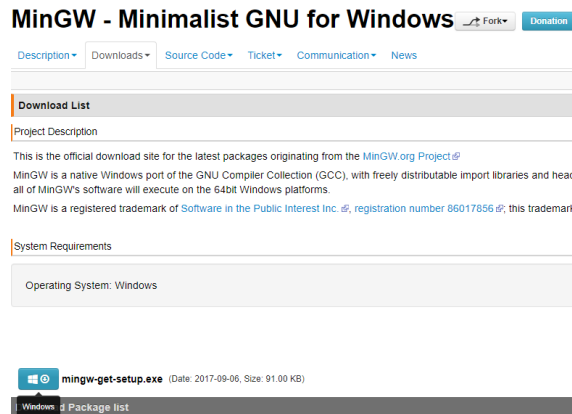 MinGW - Minimalist GNU for Windows Fork Donation
Description Downloads Source Code Ticket Communication News
Download List
Project Description
This is the official download site for the latest packages originating from the MinGW.org Project
MinGW is a native Windows port of the GNU Compiler Collection (GCC), with freely distributable import libraries and head
all of MinGW's software will execute on the 64bit Windows platforms.
MinGW is a registered trademark of Software in the Public Interest Inc. , registration number 86017856 ; this trademark
System Requirements
Operating System: Windows
mingw-get-setup.exe (Date: 2017-09-06, Size: 91.00 KB)
Windows d Package list